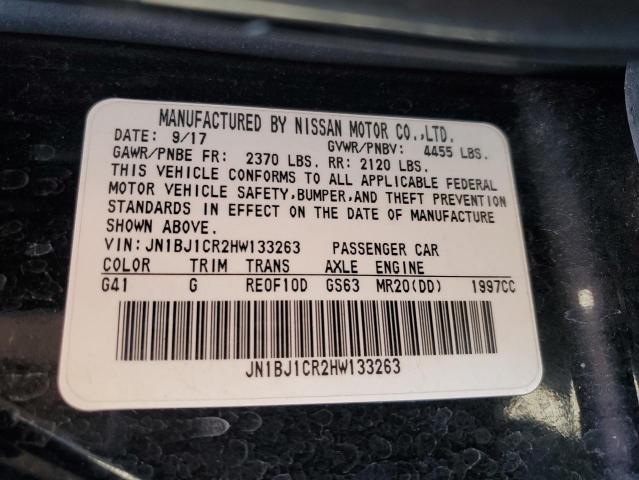 MANUFACTURED BY NISSAN MOTOR CO.,LTD.
DATE: 9/17 GVWR/PNBV: 4455 LBS.
GAWR/PNBE FR: 2370 LBS. RR: 2120 LBS.
THIS VEHICLE CONFORMS TO ALL APPLICABLE FEDERAL
MOTOR VEHICLE SAFETY,BUMPER,AND THEFT PREVENTION
STANDARDS IN EFFECT ON THE DATE OF MANUFACTURE
SHOWN ABOVE.
VIN:JN1BJ1CR2HW133263 PASSENGER CAR
COLOR TRIM TRANS AXLE ENGINE
G41 G REOF10D GS63 MR20(DD) 1997CC
JN1BJ1CR2HW133263